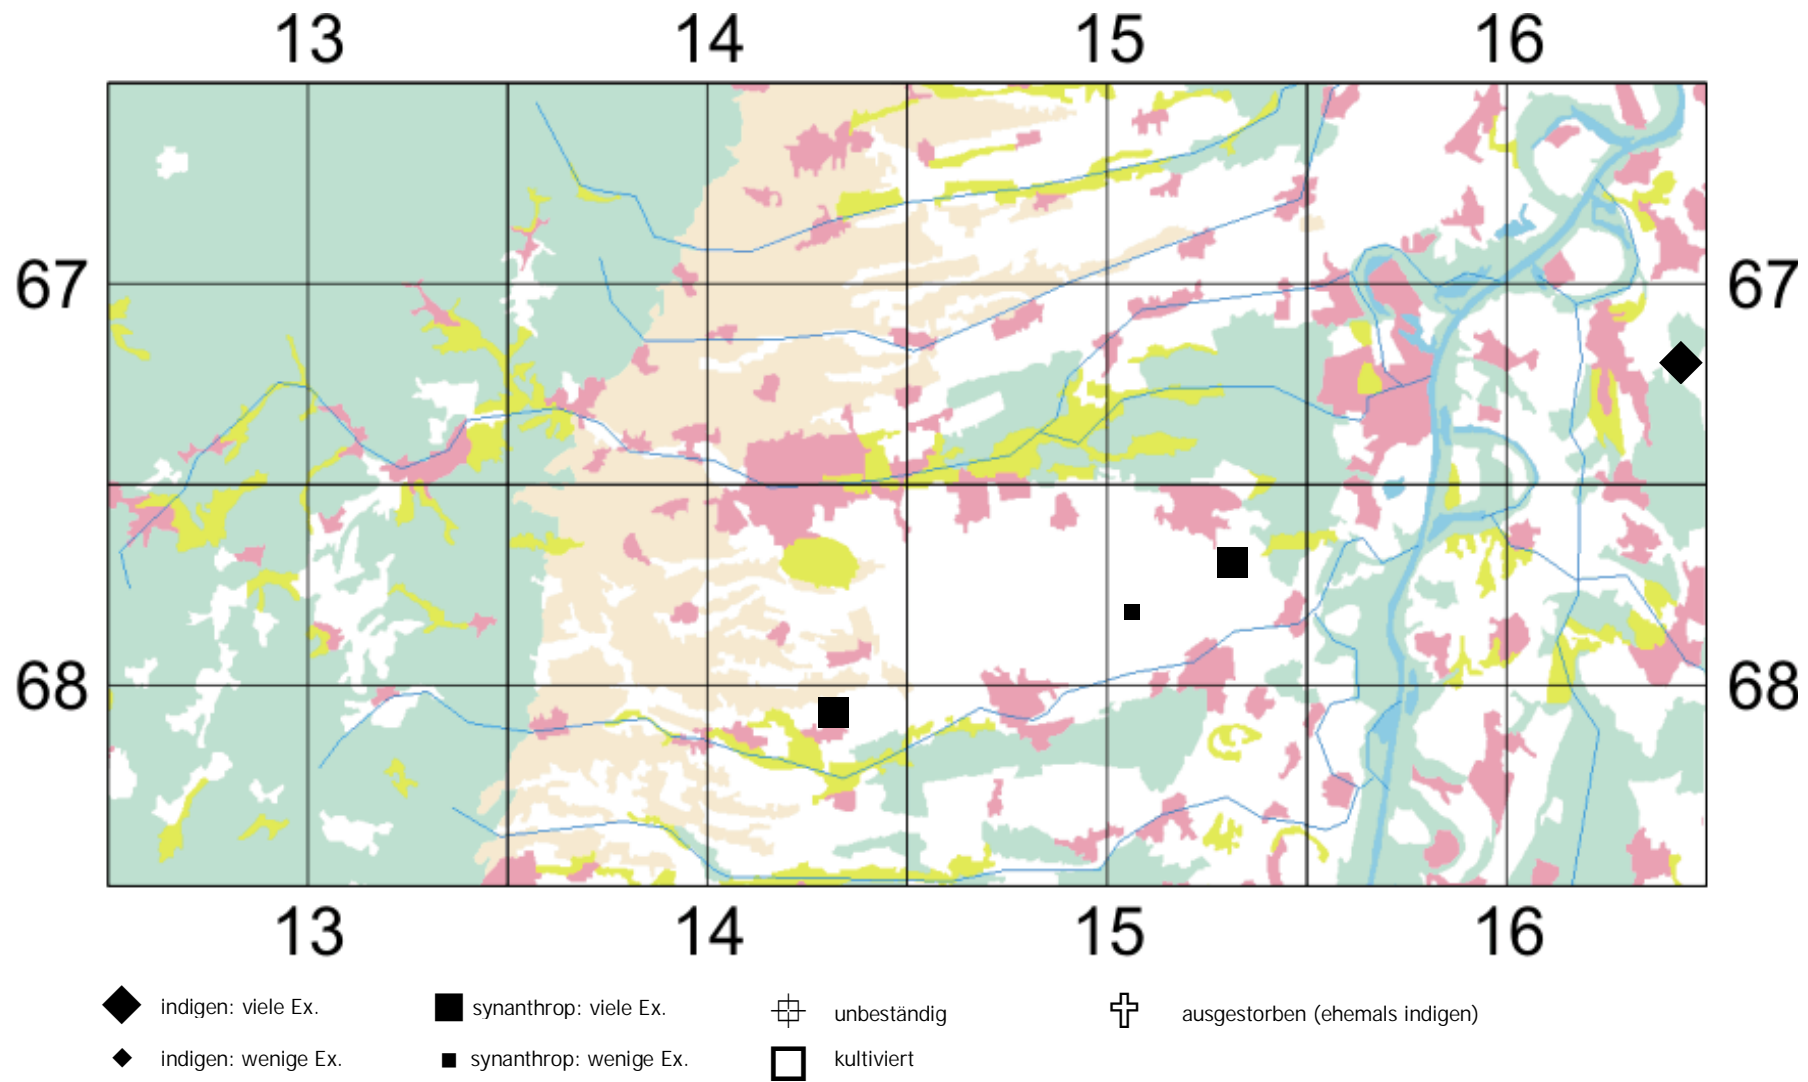 13 14 15 16
67 67
68 68
13 14 15 16
indigen: viele Ex. synanthrop: viele Ex. unbeständig ausgestorben (ehemals indigen)
indigen: wenige Ex. synanthrop: wenige Ex. kultiviert